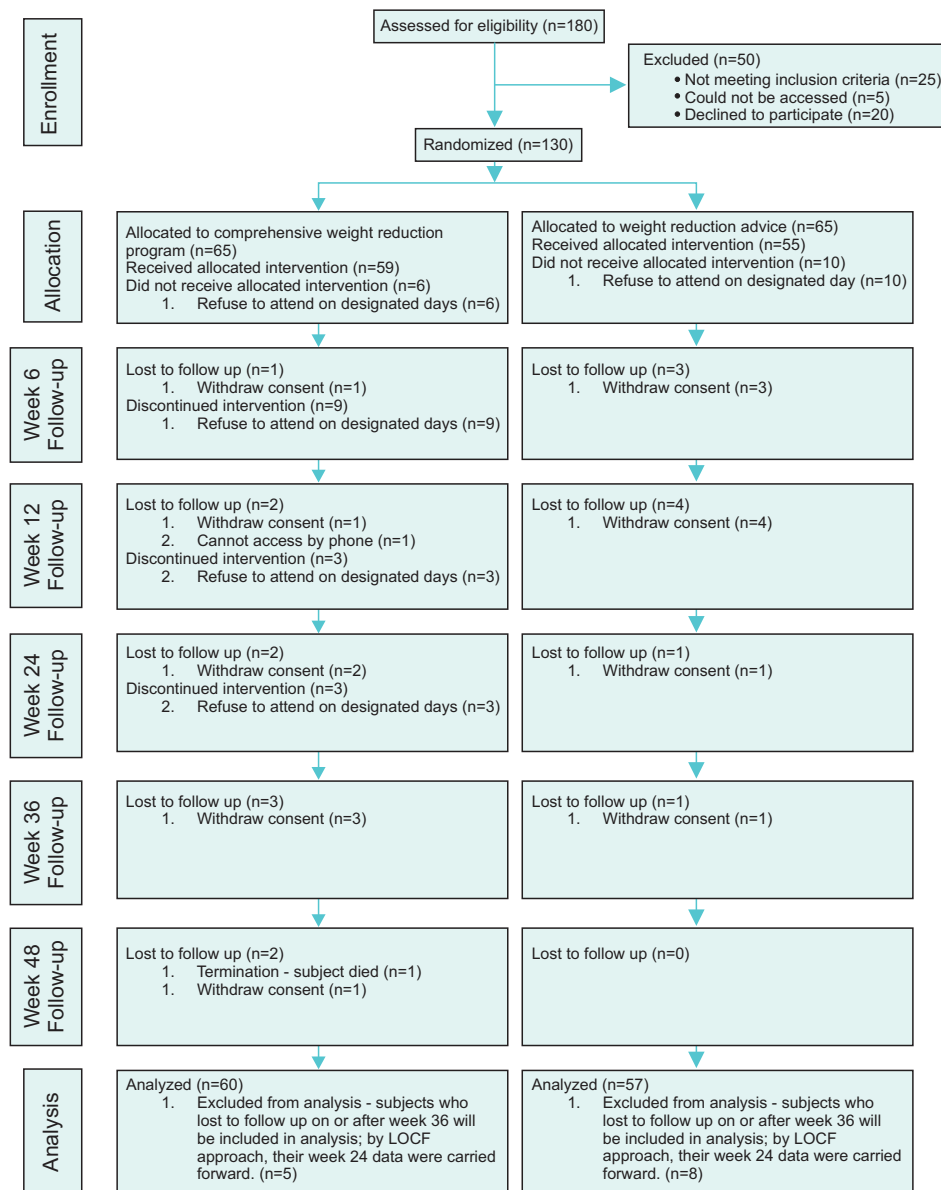 Enrollment
Assessed for eligibility (n=180)
Excluded (n=50)
• Not meeting inclusion criteria (n=25)
• Could not be accessed (n=5)
• Declined to participate (n=20)
Randomized (n=130)
Allocation
Allocated to comprehensive weight reduction
program (n=65)
Received allocated intervention (n=59)
Did not receive allocated intervention (n=6)
1. Refuse to attend on designated days (n=6)
Allocated to weight reduction advice (n=65)
Received allocated intervention (n=55)
Did not receive allocated intervention (n=10)
1. Refuse to attend on designated day (n=10)
Week 6
Follow-up
Lost to follow up (n=1)
1. Withdraw consent (n=1)
Discontinued intervention (n=9)
1. Refuse to attend on designated days (n=9)
Lost to follow up (n=3)
1. Withdraw consent (n=3)
Week 12
Follow-up
Lost to follow up (n=2)
1. Withdraw consent (n=1)
2. Cannot access by phone (n=1)
Discontinued intervention (n=3)
2. Refuse to attend on designated days (n=3)
Lost to follow up (n=4)
1. Withdraw consent (n=4)
Week 24
Follow-up
Lost to follow up (n=2)
1. Withdraw consent (n=2)
Discontinued intervention (n=3)
2. Refuse to attend on designated days (n=3)
Lost to follow up (n=1)
1. Withdraw consent (n=1)
Week 36
Follow-up
Lost to follow up (n=3)
1. Withdraw consent (n=3)
Lost to follow up (n=1)
1. Withdraw consent (n=1)
Week 48
Follow-up
Lost to follow up (n=2)
1. Termination - subject died (n=1)
1. Withdraw consent (n=1)
Lost to follow up (n=0)
Analysis
Analyzed (n=60)
1. Excluded from analysis - subjects who
lost to follow up on or after week 36 will
be included in analysis; by LOCF
approach, their week 24 data were carried
forward. (n=5)
Analyzed (n=57)
1. Excluded from analysis - subjects who
lost to follow up on or after week 36 will
be included in analysis; by LOCF
approach, their week 24 data were carried
forward. (n=8)